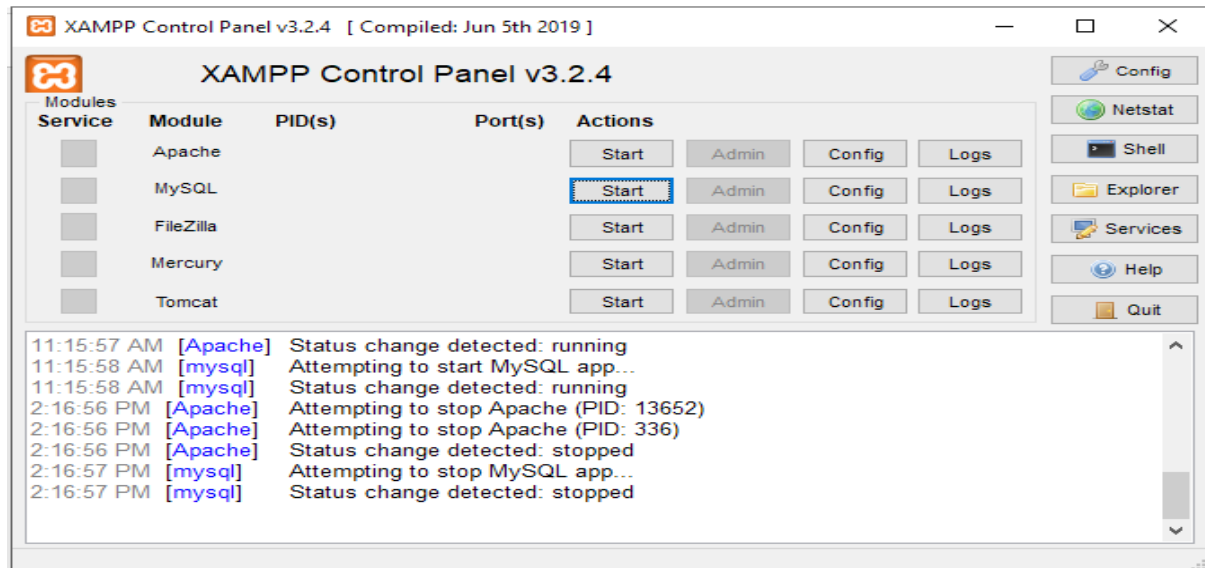 XAMPP Control Panel v3.2.4 [ Compiled: Jun 5th 2019 ]
XAMPP Control Panel v3.2.4
Config
Modules
Service Module PID(s) Port(s) Actions
Netstat
Apache Start Admin Config Logs
Shell
MySQL Start Admin Config Logs
Explorer
FileZilla Start Admin Config Logs
Services
Mercury Start Admin Config Logs
Help
Tomcat Start Admin Config Logs
Quit
11:15:57 AM [Apache] Status change detected: running
11:15:58 AM [mysql] Attempting to start MySQL app...
11:15:58 AM [mysql] Status change detected: running
2:16:56 PM [Apache] Attempting to stop Apache (PID: 13652)
2:16:56 PM [Apache] Attempting to stop Apache (PID: 336)
2:16:56 PM [Apache] Status change detected: stopped
2:16:57 PM [mysql] Attempting to stop MySQL app...
2:16:57 PM [mysql] Status change detected: stopped